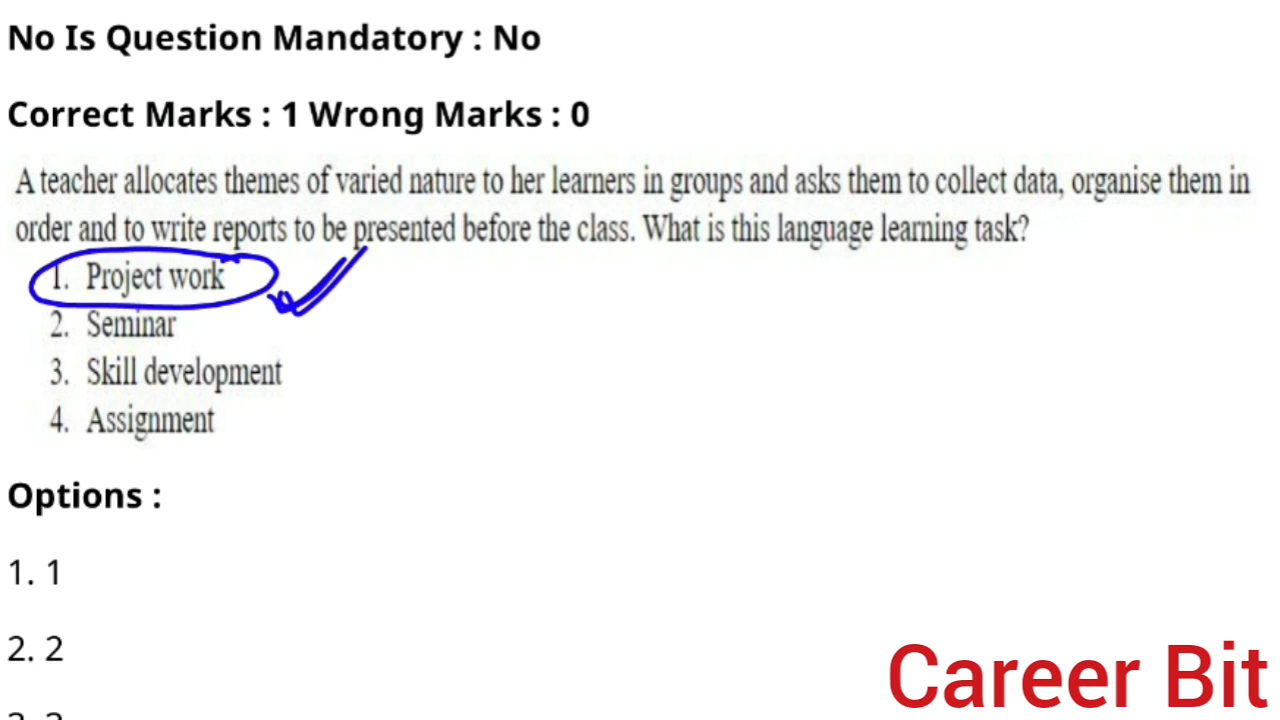 No Is Question Mandatory : No
Correct Marks : 1 Wrong Marks : 0
A teacher allocates themes of varied nature to her learners in groups and asks them to collect data, organise them in
order and to write reports to be presented before the class. What is this language learning task?
1. Project work
2. Seminar
3. Skill development
4. Assignment
Options :
1. 1
2. 2
Career Bit